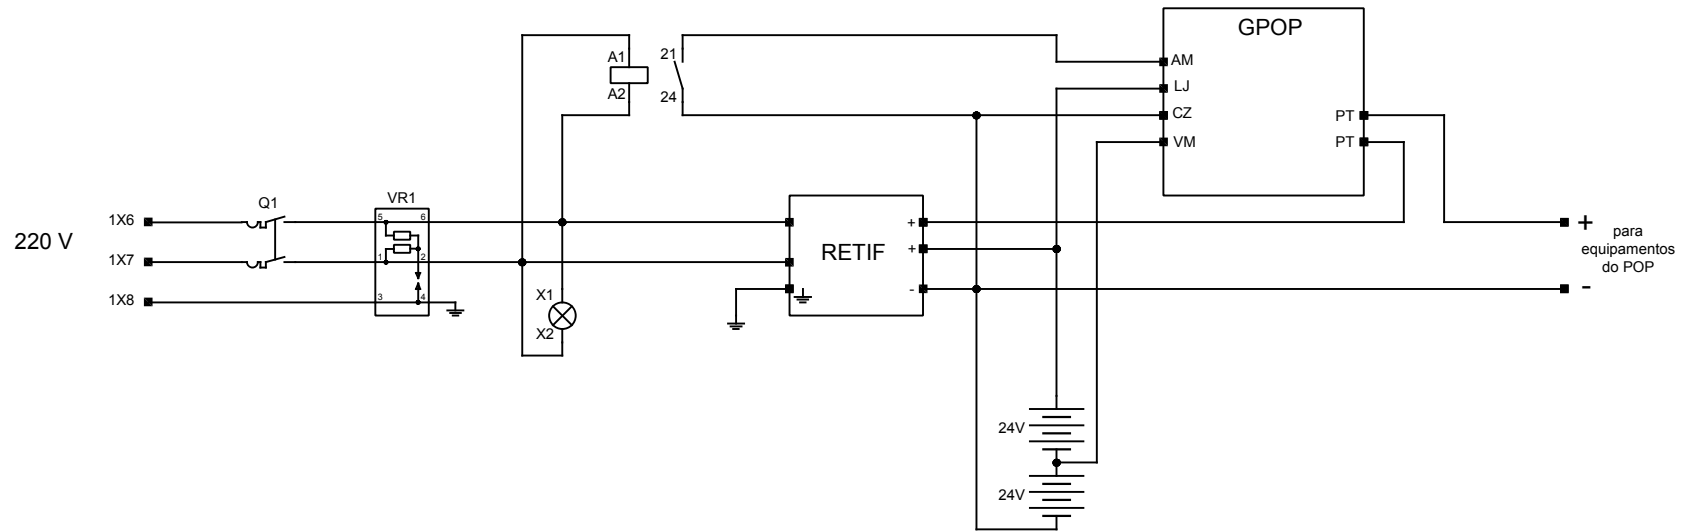 GPOP
A1
21
AM
A2
24
LJ
CZ
PT
VM
PT
Q1
VR1
1X6
5
6
+
+
220 V
1X7
1
2
RETIF
+
para
equipamentos
do POP
1X8
3
4
X1
-
-
X2
24V
24V